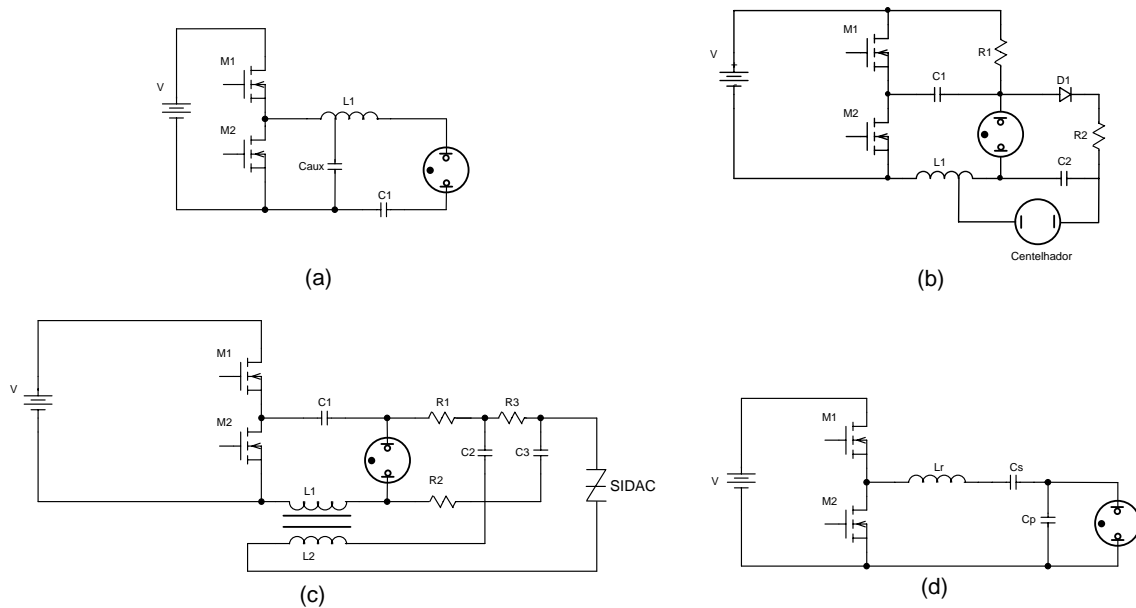 M1
V
L1
M2
Caux
C1
(a)
V
+
M1
R1
C1
D1
M2
R2
L1
C2
Centelhador
(b)
M1
V
C1
R1
R3
M2
C2
C3
SIDAC
L1
R2
L2
(c)
M1
V
Lr
Cs
M2
Cp
(d)